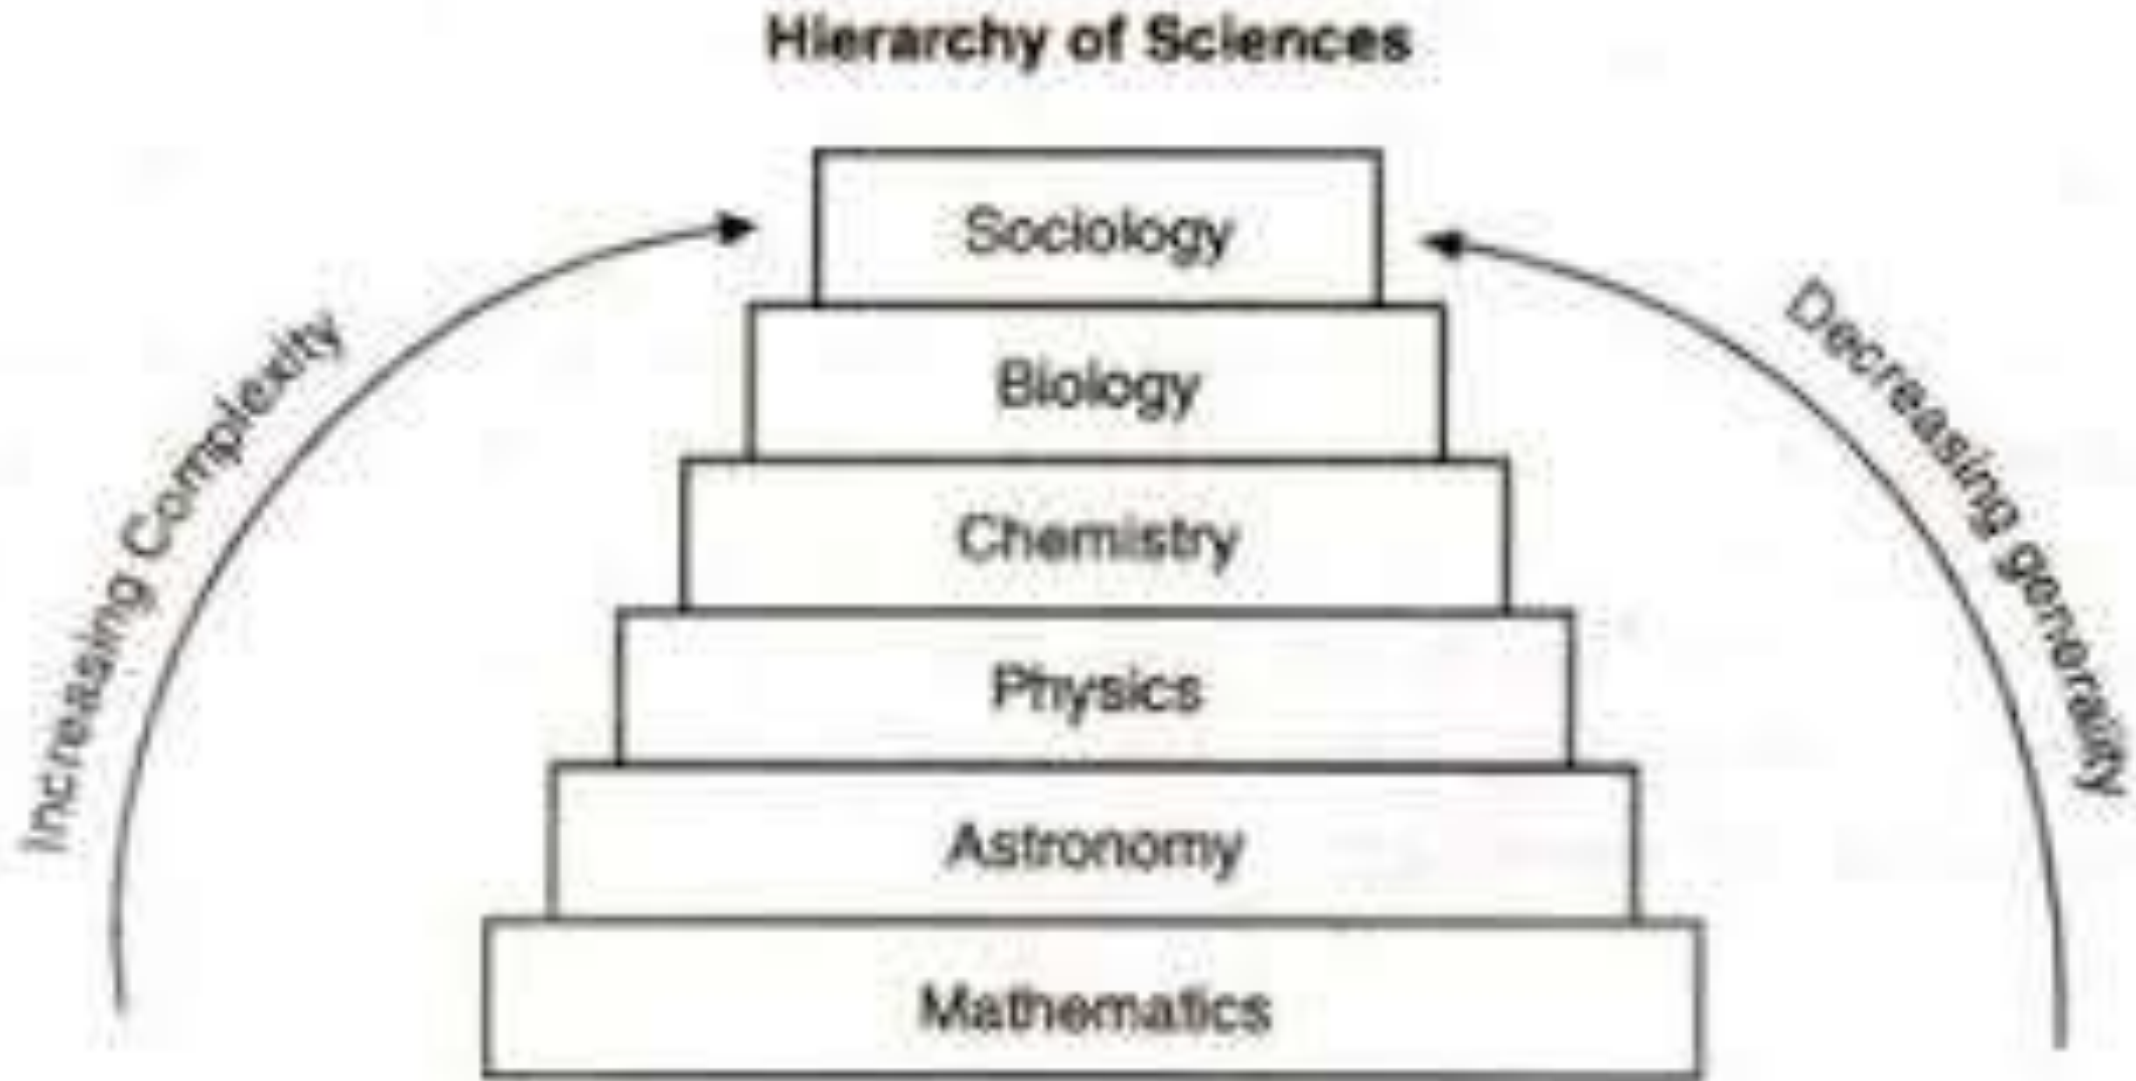 Hierarchy of Sciences
Sociology
Biology
Chemistry
Physics
Astronomy
Mathematics
Increasing Complexity
Decreasing generality